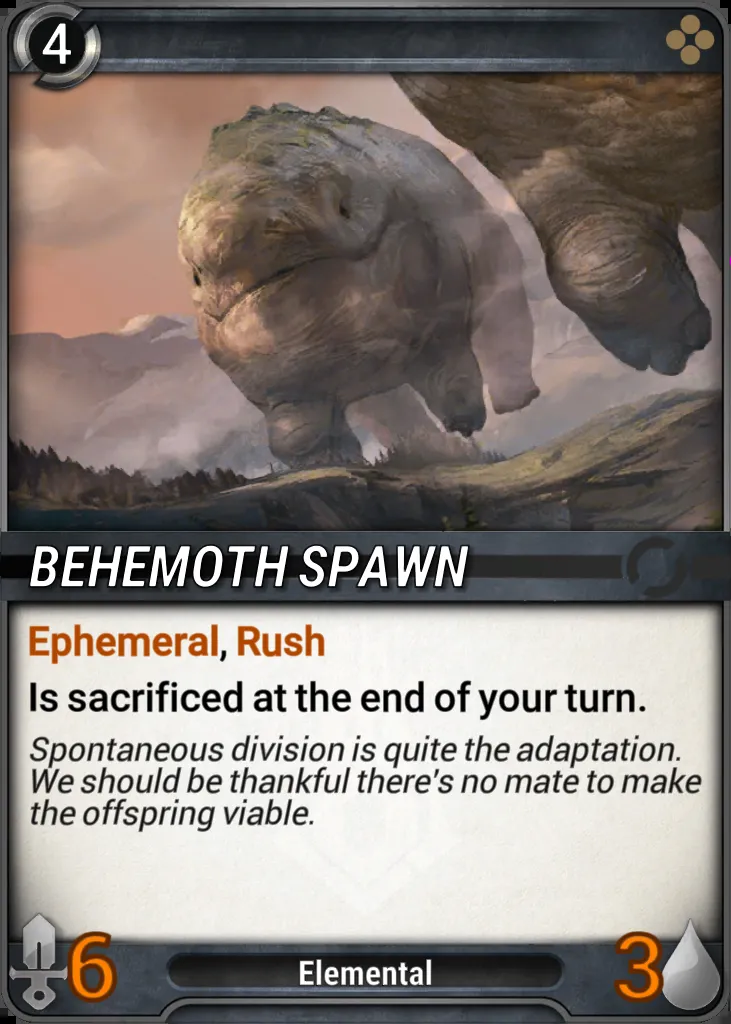 4
BEHEMOTH SPAWN
Ephemeral, Rush
Is sacrificed at the end of your turn.
Spontaneous division is quite the adaptation.
We should be thankful there's no mate to make
the offspring viable.
6
Elemental
3